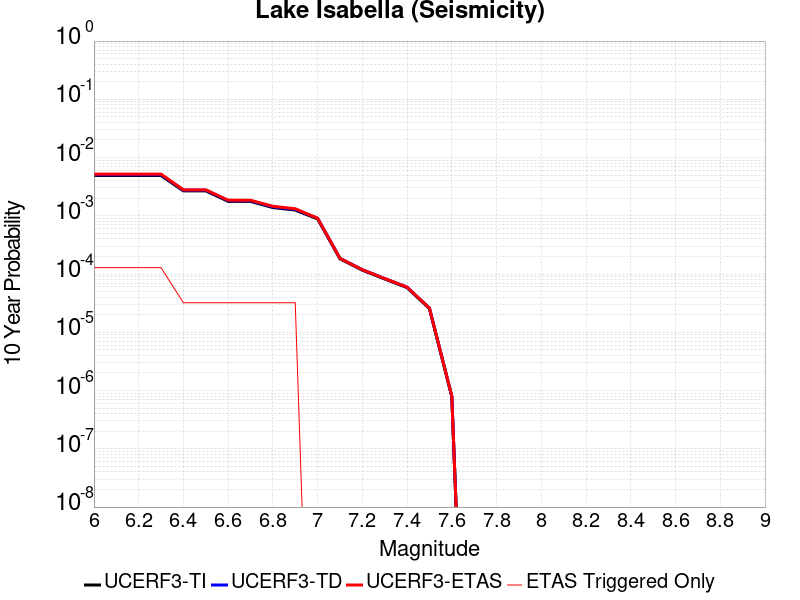 Lake Isabella (Seismicity)
10^0
10^-1
10^-2
10^-3
10^-4
10^-5
10^-6
10^-7
10^-8
10 Year Probability
6 6.2 6.4 6.6 6.8 7 7.2 7.4 7.6 7.8 8 8.2 8.4 8.6 8.8 9
Magnitude
UCERF3-TI UCERF3-TD UCERF3-ETAS ETAS Triggered Only